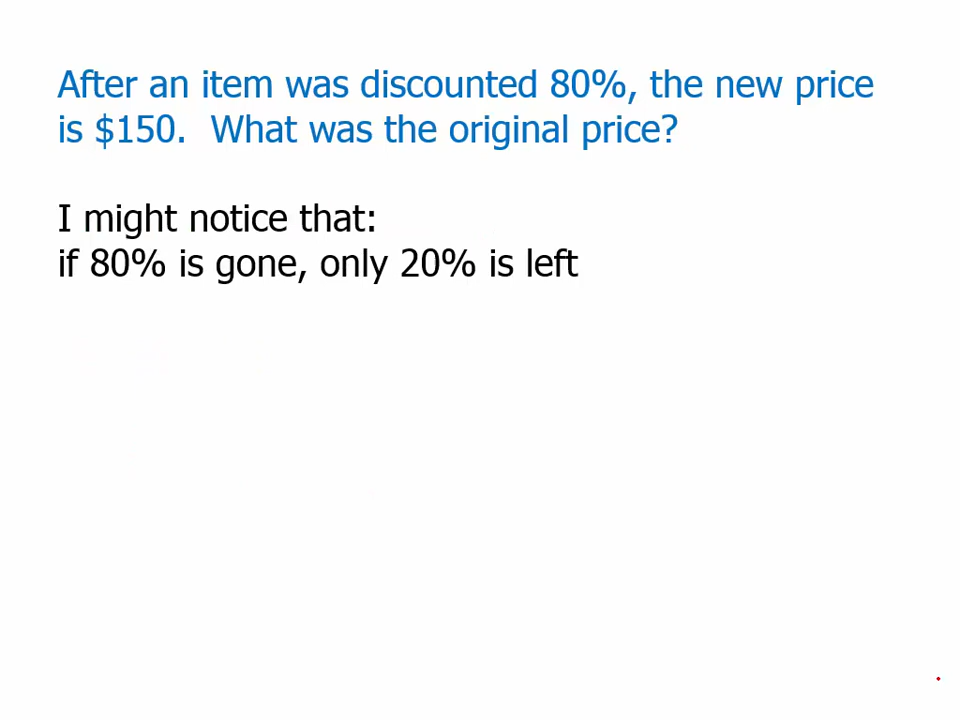 After an item was discounted 80%, the new price
is $150.  What was the original price?
I might notice that:
if 80% is gone, only 20% is left